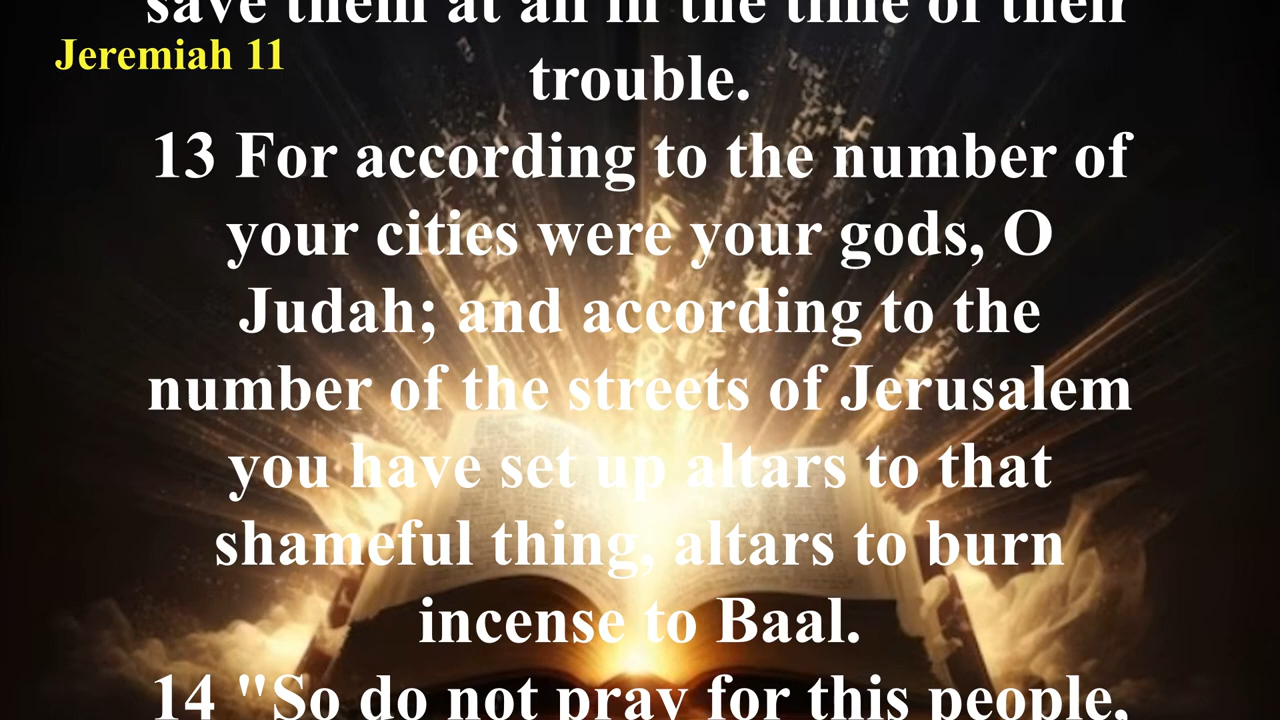 save them at all in the time of their
Jeremiah 11
trouble.
13 For according to the number of
your cities were your gods, O
Judah; and according to the
number of the streets of Jerusalem
you have set up altars to that
shameful thing, altars to burn
incense to Baal.
14 "So do not pray for this people,